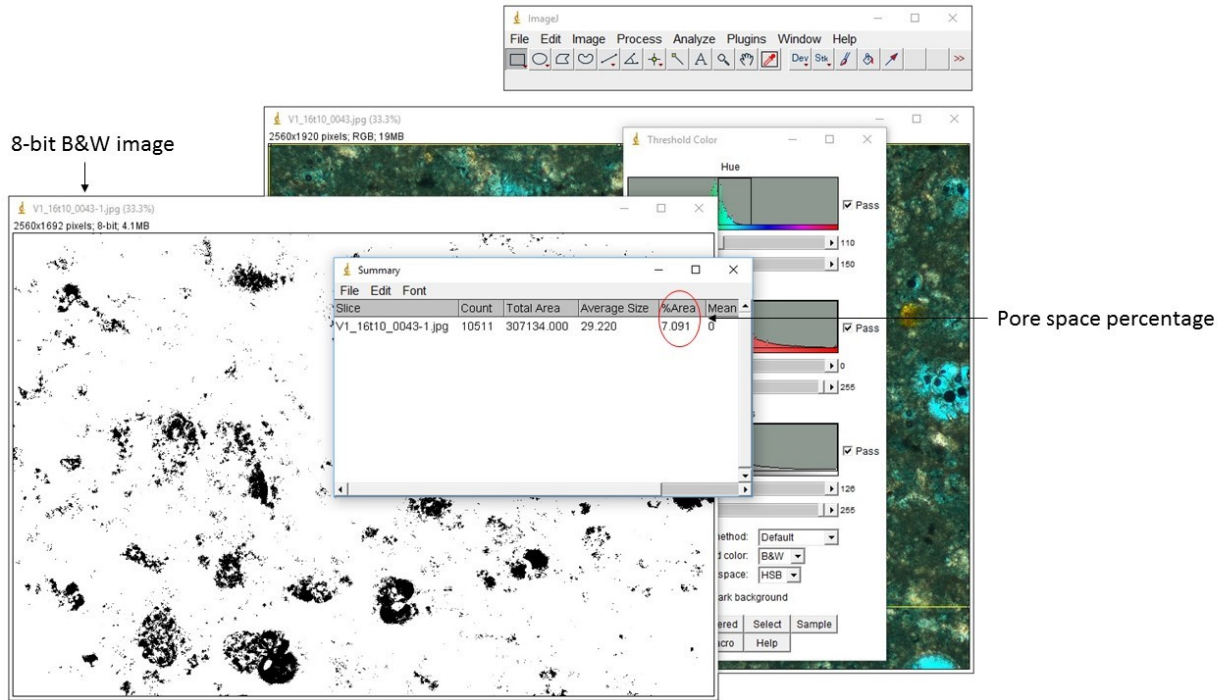 ImageJ
File Edit Image Process Analyze Plugins Window Help
Dev Stk >>
V1_16t10_0043.jpg (33.3%)
2560x1920 pixels; RGB; 19MB
8-bit B&W image
V1_16t10_0043-1.jpg (33.3%)
2560x1692 pixels; 8-bit; 4.1MB
Threshold Color
Hue
Pass
110
150
Summary
File Edit Font
Slice Count Total Area Average Size %Area Mean
V1_16t10_0043-1.jpg 10511 307134.000 29.220 7.091 0
Pore space percentage
Pass
0
255
Pass
126
255
Default
color: B&W
space: HSB
background
Select Sample
Help